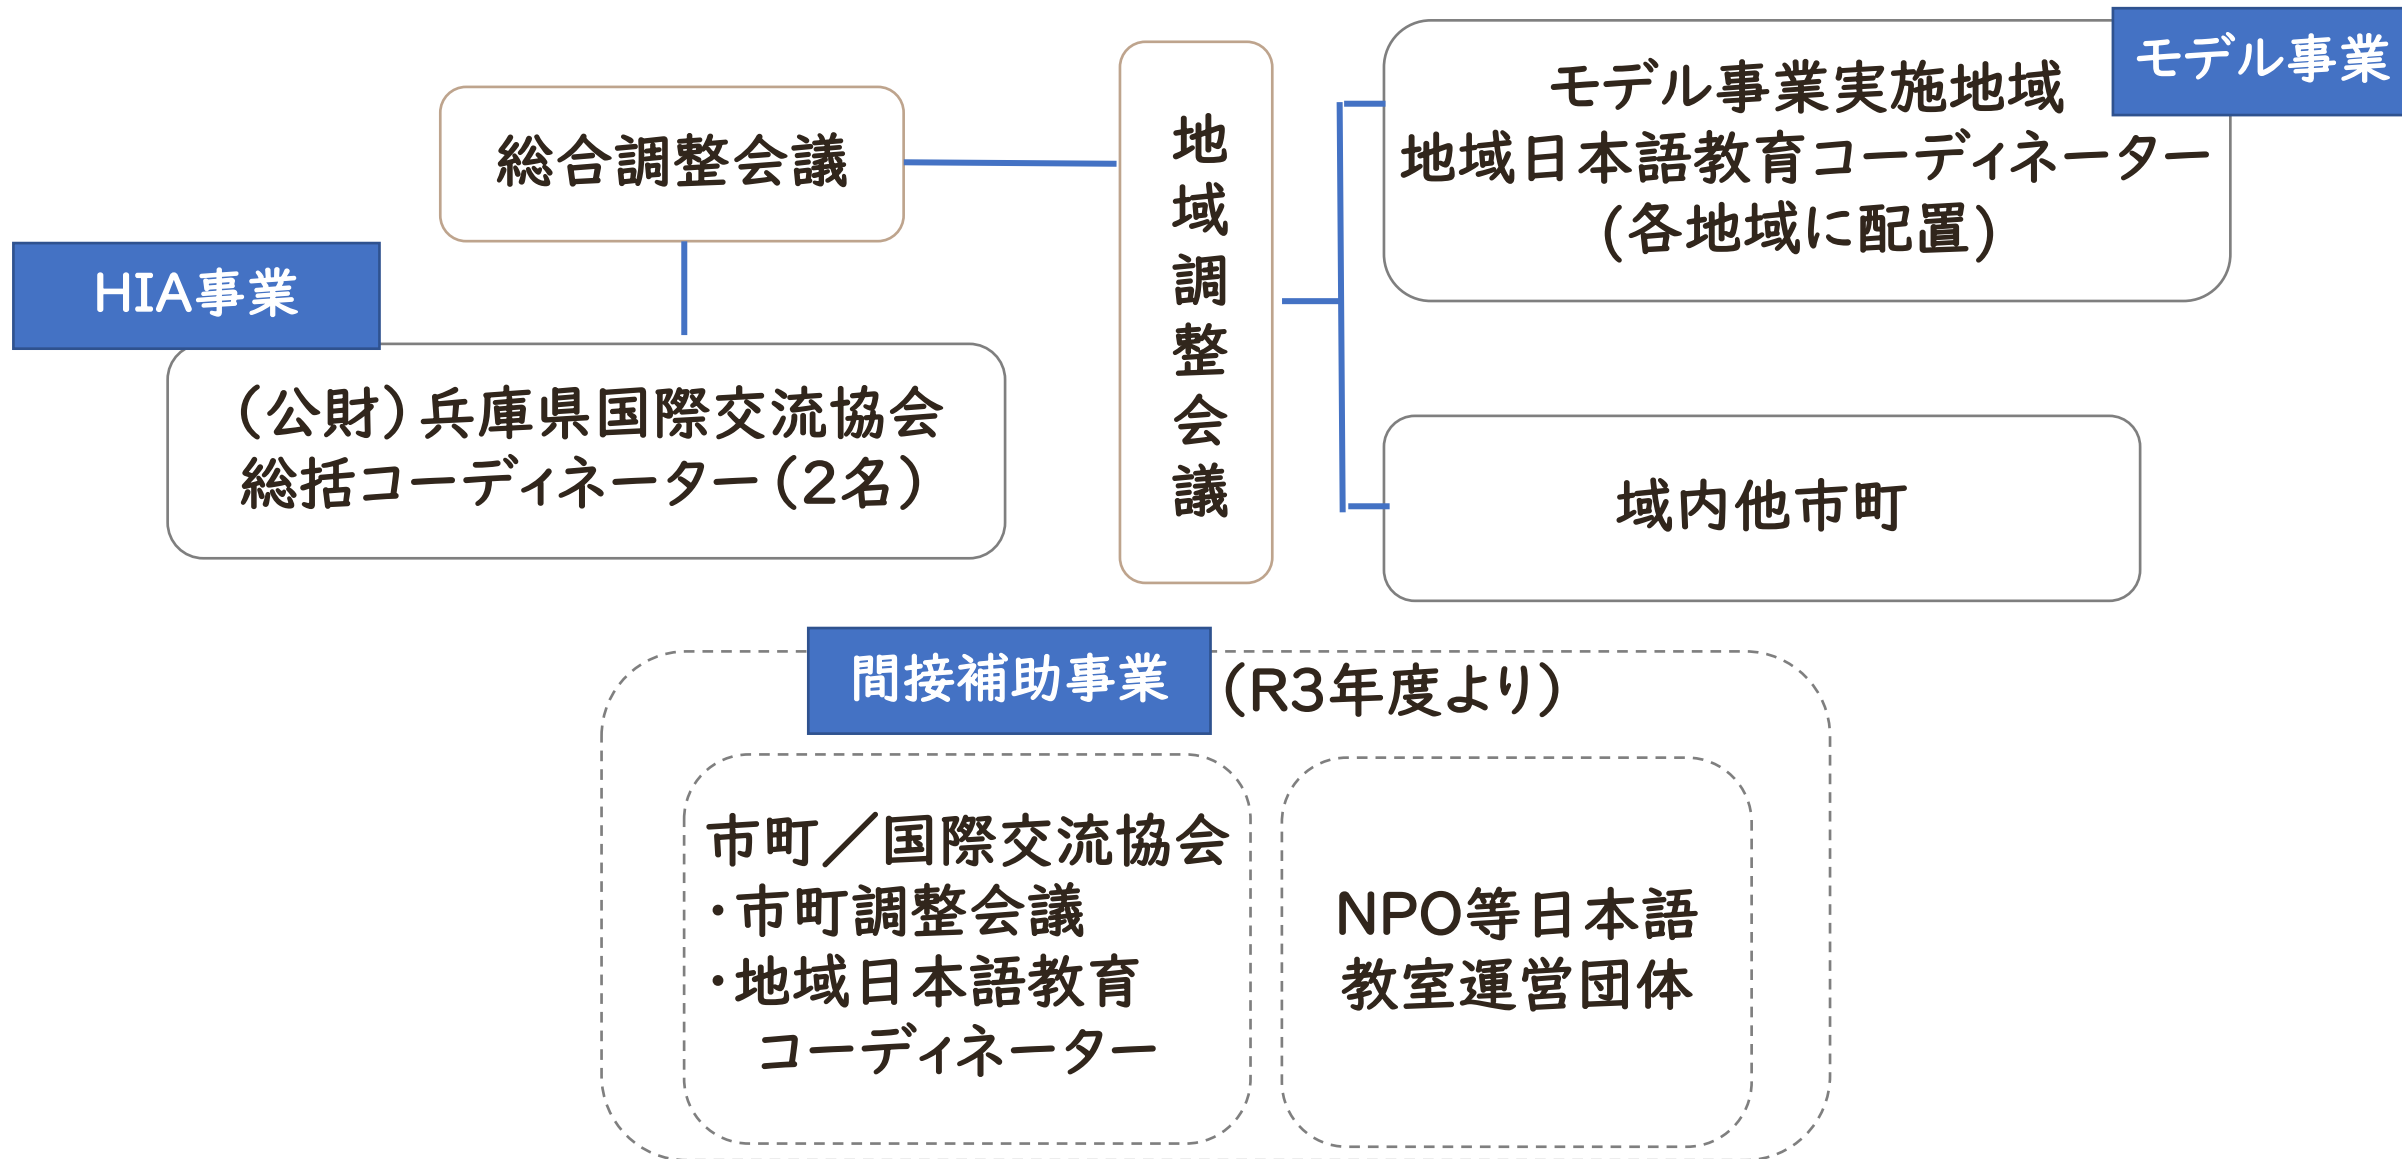 総合調整会議
HIA事業
（公財）兵庫県国際交流協会
総括コーディネーター（２名）
地域調整会議
モデル事業
モデル事業実施地域
地域日本語教育コーディネーター
(各地域に配置)
域内他市町
間接補助事業
（R3年度より）
市町／国際交流協会
・市町調整会議
・地域日本語教育
コーディネーター
NPO等日本語
教室運営団体